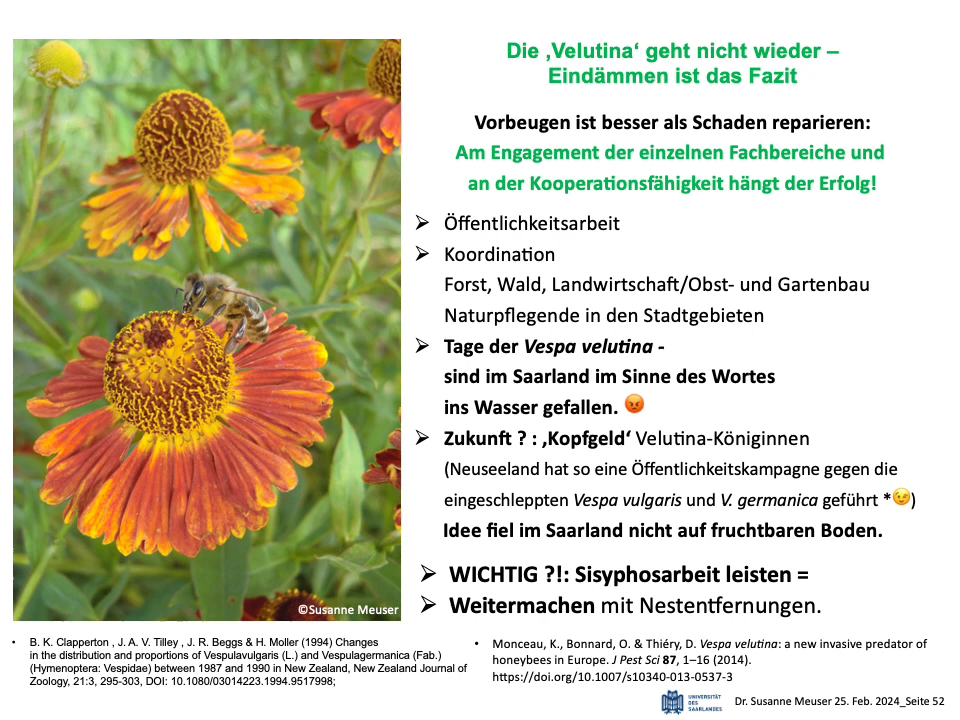 Die ‚Velutina‘ geht nicht wieder –
Eindämmen ist das Fazit
Vorbeugen ist besser als Schaden reparieren:
Am Engagement der einzelnen Fachbereiche und
an der Kooperationsfähigkeit hängt der Erfolg!
➢ Öffentlichkeitsarbeit
➢ Koordination
Forst, Wald, Landwirtschaft/Obst- und Gartenbau
Naturpflegende in den Stadtgebieten
➢ Tage der Vespa velutina -
sind im Saarland im Sinne des Wortes
ins Wasser gefallen. 😡
➢ Zukunft ? : ‚Kopfgeld‘ Velutina-Königinnen
(Neuseeland hat so eine Öffentlichkeitskampagne gegen die
eingeschleppten Vespa vulgaris und V. germanica geführt *😉)
Idee fiel im Saarland nicht auf fruchtbaren Boden.
➢ WICHTIG ?!: Sisyphosarbeit leisten =
➢ Weitermachen mit Nestentfernungen.
©Susanne Meuser
• B. K. Clapperton , J. A. V. Tilley , J. R. Beggs & H. Moller (1994) Changes
in the distribution and proportions of Vespulavulgaris (L.) and Vespulagermanica (Fab.)
(Hymenoptera: Vespidae) between 1987 and 1990 in New Zealand, New Zealand Journal of
Zoology, 21:3, 295-303, DOI: 10.1080/03014223.1994.9517998;
• Monceau, K., Bonnard, O. & Thiéry, D. Vespa velutina: a new invasive predator of
honeybees in Europe. J Pest Sci 87, 1–16 (2014).
https://doi.org/10.1007/s10340-013-0537-3
UNIVERSITÄT
DES
SAARLANDES
Dr. Susanne Meuser 25. Feb. 2024_Seite 52